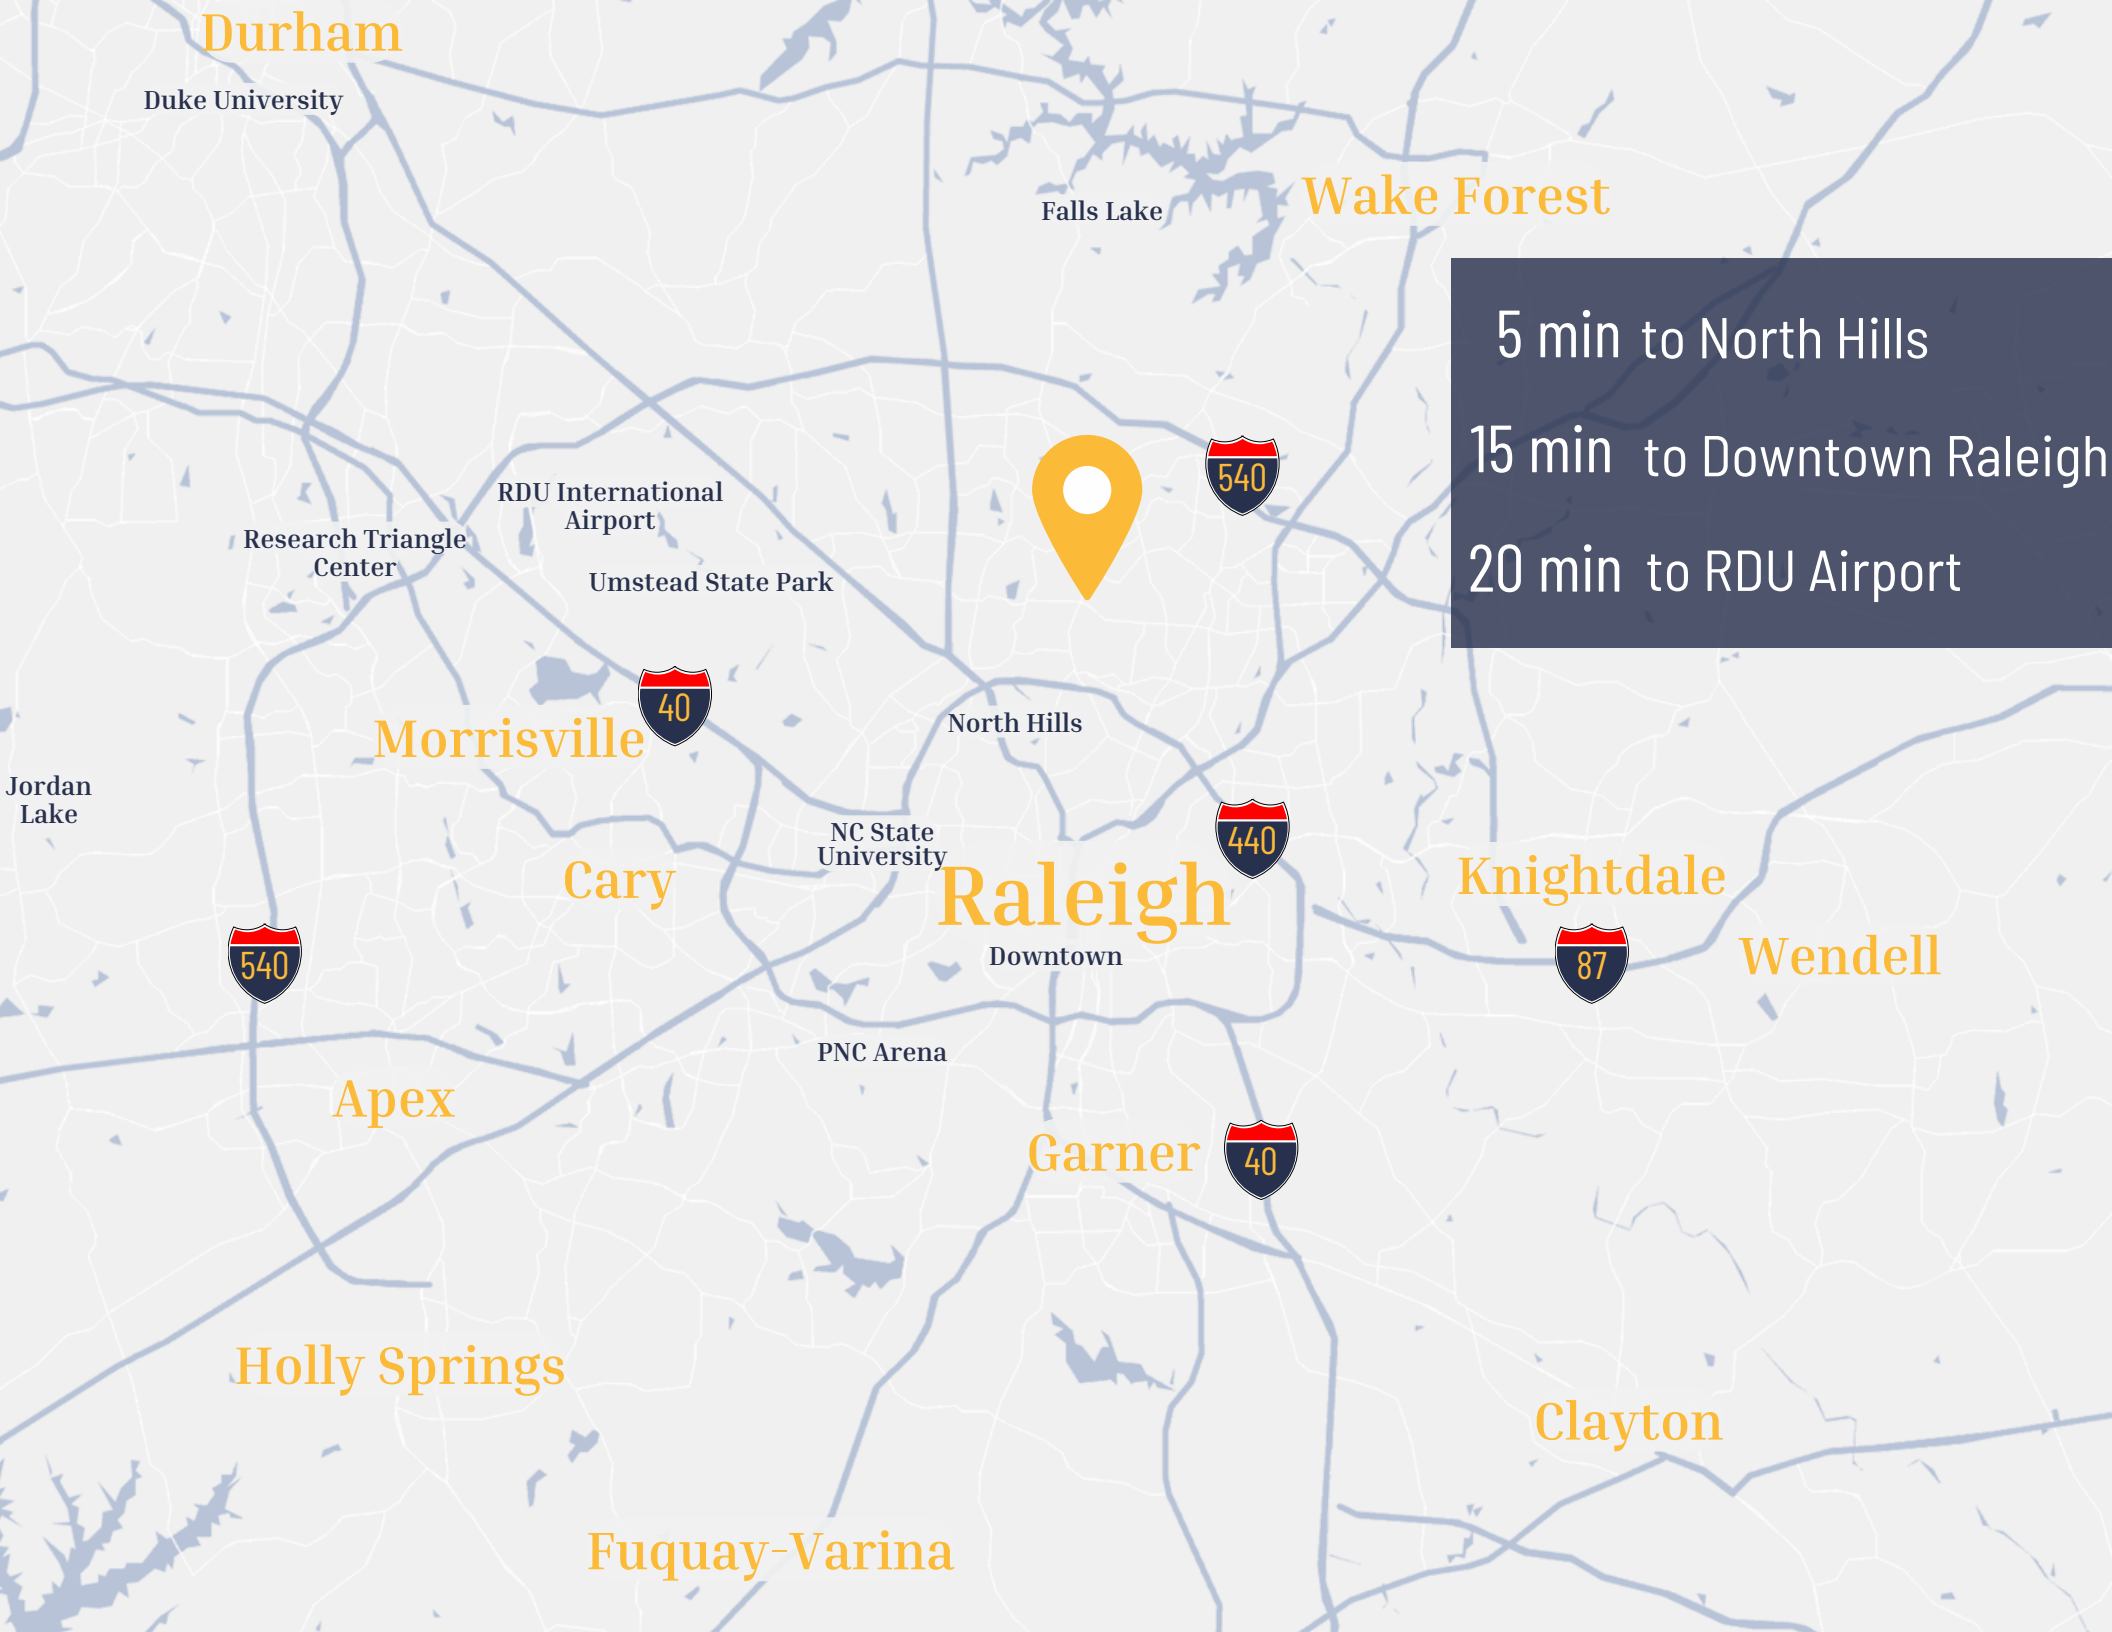 Durham
Duke University
Falls Lake
Wake Forest
5 min to North Hills
15 min to Downtown Raleigh
20 min to RDU Airport
540
RDU International
Airport
Research Triangle
Center
Umstead State Park
40
Morrisville
North Hills
Jordan
Lake
NC State
University
440
Cary
Raleigh
Knightdale
Downtown
540
87
Wendell
PNC Arena
Apex
Garner
40
Holly Springs
Clayton
Fuquay-Varina